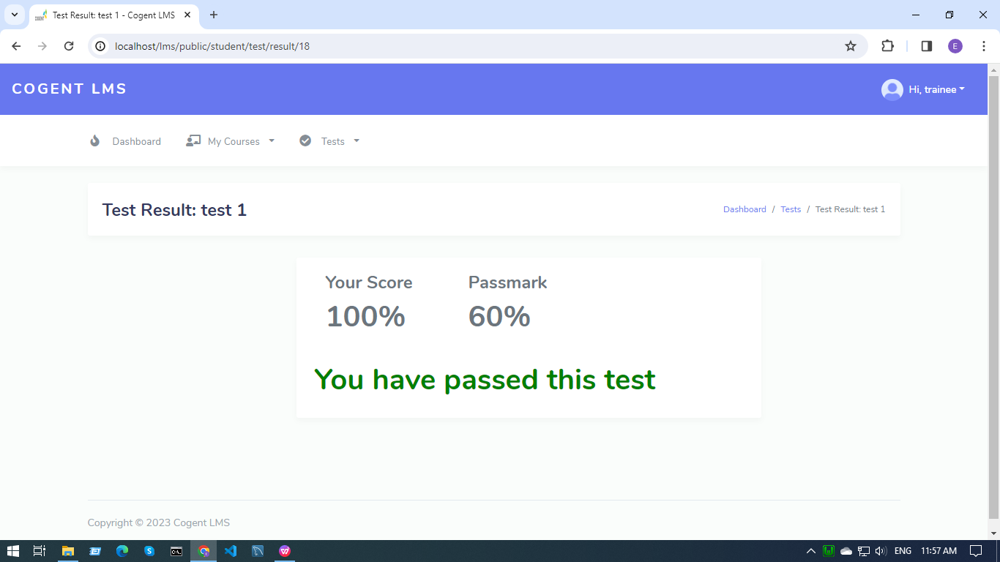 Test Result: test 1 - Cogent LMS
localhost/lms/public/student/test/result/18
E
COGENT LMS
Hi, trainee
Dashboard
My Courses
Tests
Test Result: test 1
Dashboard / Tests / Test Result: test 1
Your Score
Passmark
100%
60%
You have passed this test
Copyright © 2023 Cogent LMS
ENG
11:57 AM